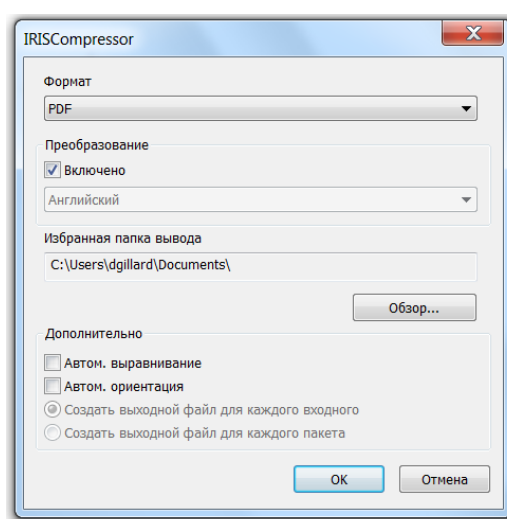 IRISCompressor
Формат
PDF
Преобразование
Включено
Английский
Избранная папка вывода
C:\Users\dgillard\Documents\
Обзор...
Дополнительно
Автом. выравнивание
Автом. ориентация
Создать выходной файл для каждого входного
Создать выходной файл для каждого пакета
OK Отмена